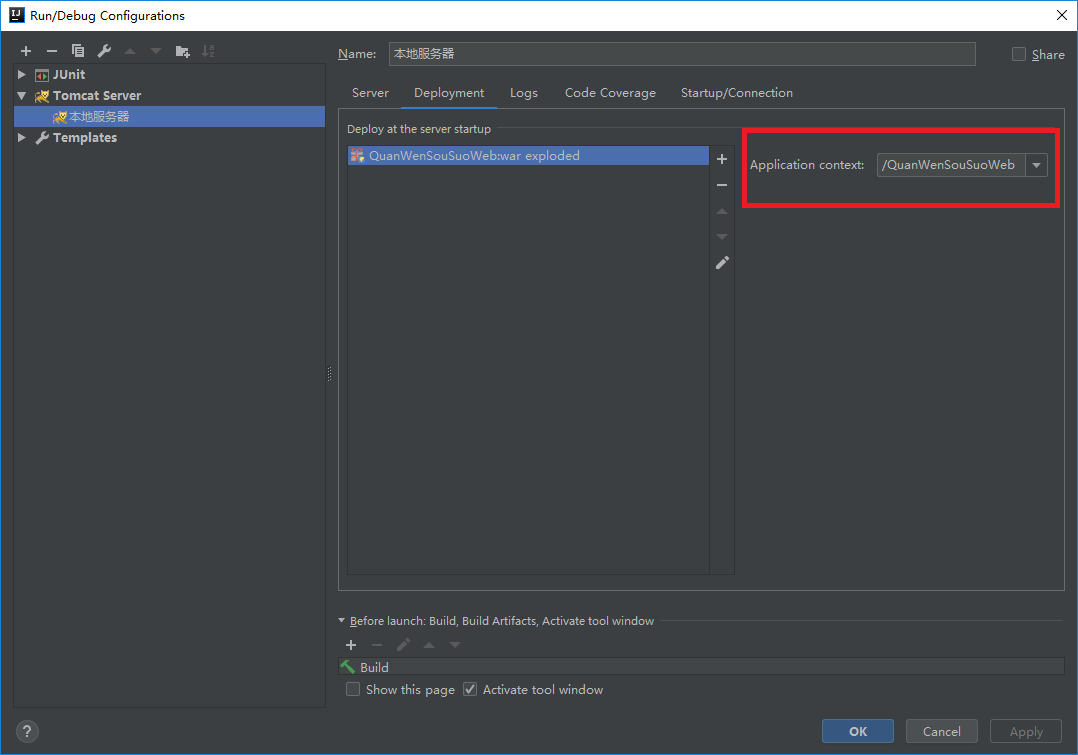 Run/Debug Configurations
Name: 本地服务器
Share
JUnit
Tomcat Server
本地服务器
Templates
Server Deployment Logs Code Coverage Startup/Connection
Deploy at the server startup
QuanWenSouSuoWeb:war exploded
Application context: /QuanWenSouSuoWeb
Before launch: Build, Build Artifacts, Activate tool window
Build
Show this page Activate tool window
? OK Cancel Apply